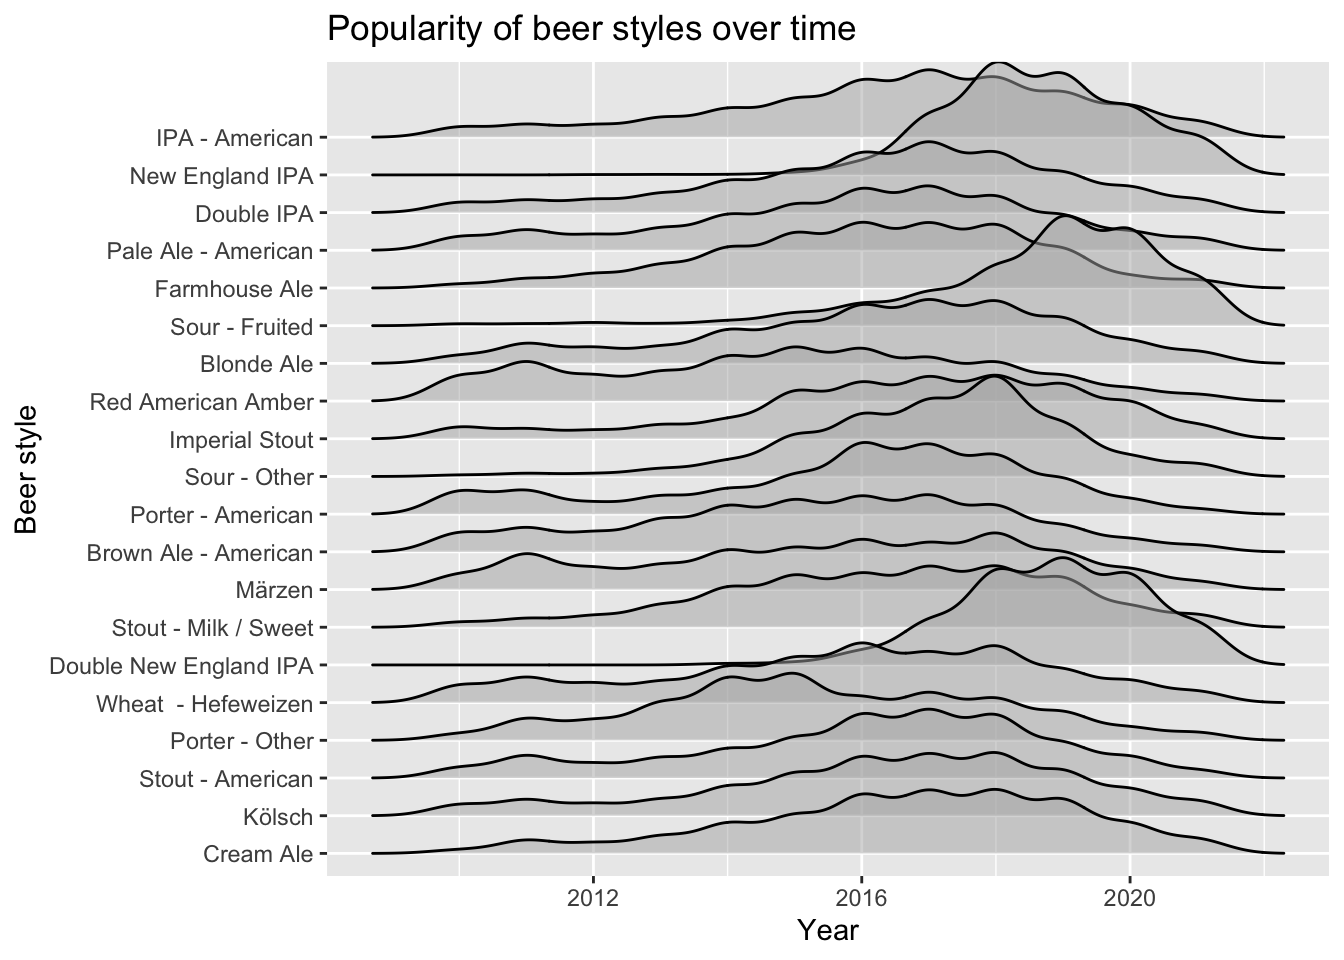 Popularity of beer styles over time
IPA - American
New England IPA
Double IPA
Pale Ale - American
Farmhouse Ale
Sour - Fruited
Blonde Ale
Red American Amber
Imperial Stout
Sour - Other
Porter - American
Brown Ale - American
Märzen
Stout - Milk / Sweet
Double New England IPA
Wheat  - Hefeweizen
Porter - Other
Stout - American
Kölsch
Cream Ale
Beer style
2012
2016
2020
Year